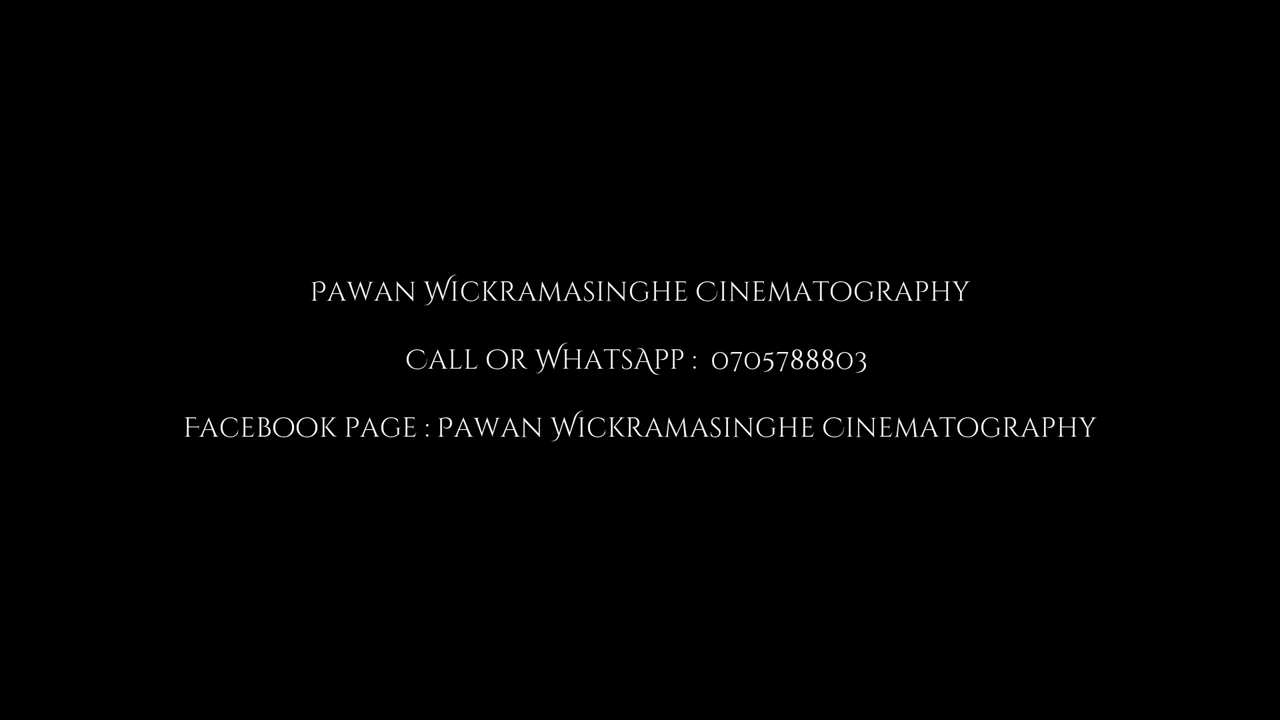 Pawan Wickramasinghe Cinematography
Call or WhatsApp : 0705788803
FaceBook Page : Pawan Wickramasinghe Cinematography